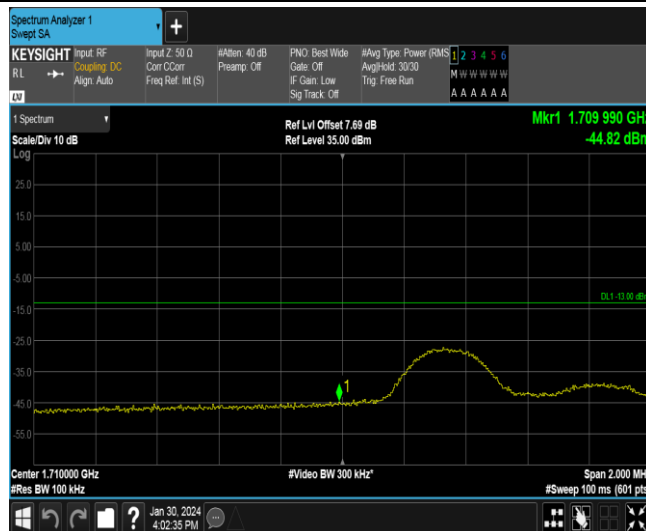 Spectrum Analyzer 1
Swept SA
+
KEYSIGHT
RL
LXI
Input: RF
Coupling: DC
Align: Auto
Input Z: 50 Ω
Corr CCorr
Freq Ref: Int (S)
#Atten: 40 dB
Preamp: Off
PNO: Best Wide
Gate: Off
IF Gain: Low
Sig Track: Off
#Avg Type: Power (RMS
Avg|Hold: 30/30
Trig: Free Run
1 2 3 4 5 6
M W W W W W
A A A A A A
1 Spectrum
Scale/Div 10 dB
Log
Ref Lvl Offset 7.69 dB
Ref Level 35.00 dBm
Mkr1 1.709 990 GHz
-44.82 dBm
25.0
15.0
5.00
-5.00
-15.0
-25.0
-35.0
-45.0
-55.0
DL1 -13.00 dBm
1
Center 1.710000 GHz
#Res BW 100 kHz
#Video BW 300 kHz*
Span 2.000 MH
#Sweep 100 ms (601 pts
?
Jan 30, 2024
4:02:35 PM